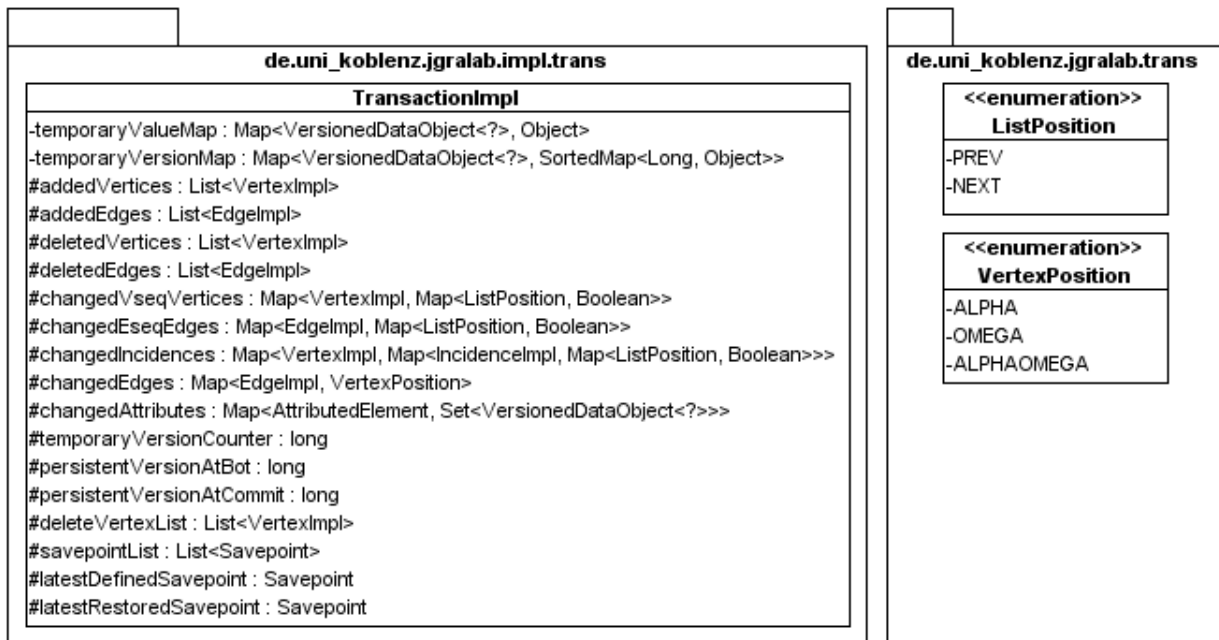 de.uni_koblenz.jgralab.impl.trans
TransactionImpl
-temporaryValueMap : Map<VersionedDataObject<?>, Object>
-temporaryVersionMap : Map<VersionedDataObject<?>, SortedMap<Long, Object>>
#addedVertices : List<VertexImpl>
#addedEdges : List<EdgeImpl>
#deletedVertices : List<VertexImpl>
#deletedEdges : List<EdgeImpl>
#changedVseqVertices : Map<VertexImpl, Map<ListPosition, Boolean>>
#changedEseqEdges : Map<EdgeImpl, Map<ListPosition, Boolean>>
#changedIncidences : Map<VertexImpl, Map<IncidenceImpl, Map<ListPosition, Boolean>>>
#changedEdges : Map<EdgeImpl, VertexPosition>
#changedAttributes : Map<AttributedElement, Set<VersionedDataObject<?>>>
#temporaryVersionCounter : long
#persistentVersionAtBot : long
#persistentVersionAtCommit : long
#deleteVertexList : List<VertexImpl>
#savepointList : List<Savepoint>
#latestDefinedSavepoint : Savepoint
#latestRestoredSavepoint : Savepoint
de.uni_koblenz.jgralab.trans
<<enumeration>>
ListPosition
-PREV
-NEXT
<<enumeration>>
VertexPosition
-ALPHA
-OMEGA
-ALPHAOMEGA